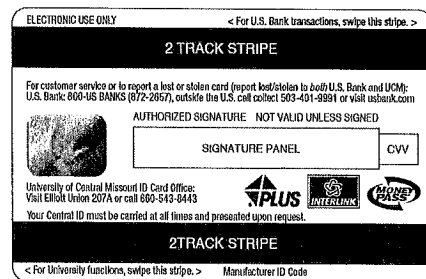 ELECTRONIC USE ONLY < For U.S. Bank transactions, swipe this stripe. >
2 TRACK STRIPE
For customer service or to report a lost or stolen card (report lost/stolen to both U.S. Bank and UCM):
U.S. Bank: 800-US BANKS (872-2657), outside the U.S. call collect 503-401-9991 or visit usbank.com
AUTHORIZED SIGNATURE NOT VALID UNLESS SIGNED
SIGNATURE PANEL CVV
University of Central Missouri ID Card Office:
Visit Elliott Union 207A or call 660-543-8443
PLUS INTERLINK MONEY PASS
Your Central ID must be carried at all times and presented upon request.
2TRACK STRIPE
< For University functions, swipe this stripe. > Manufacturer ID Code